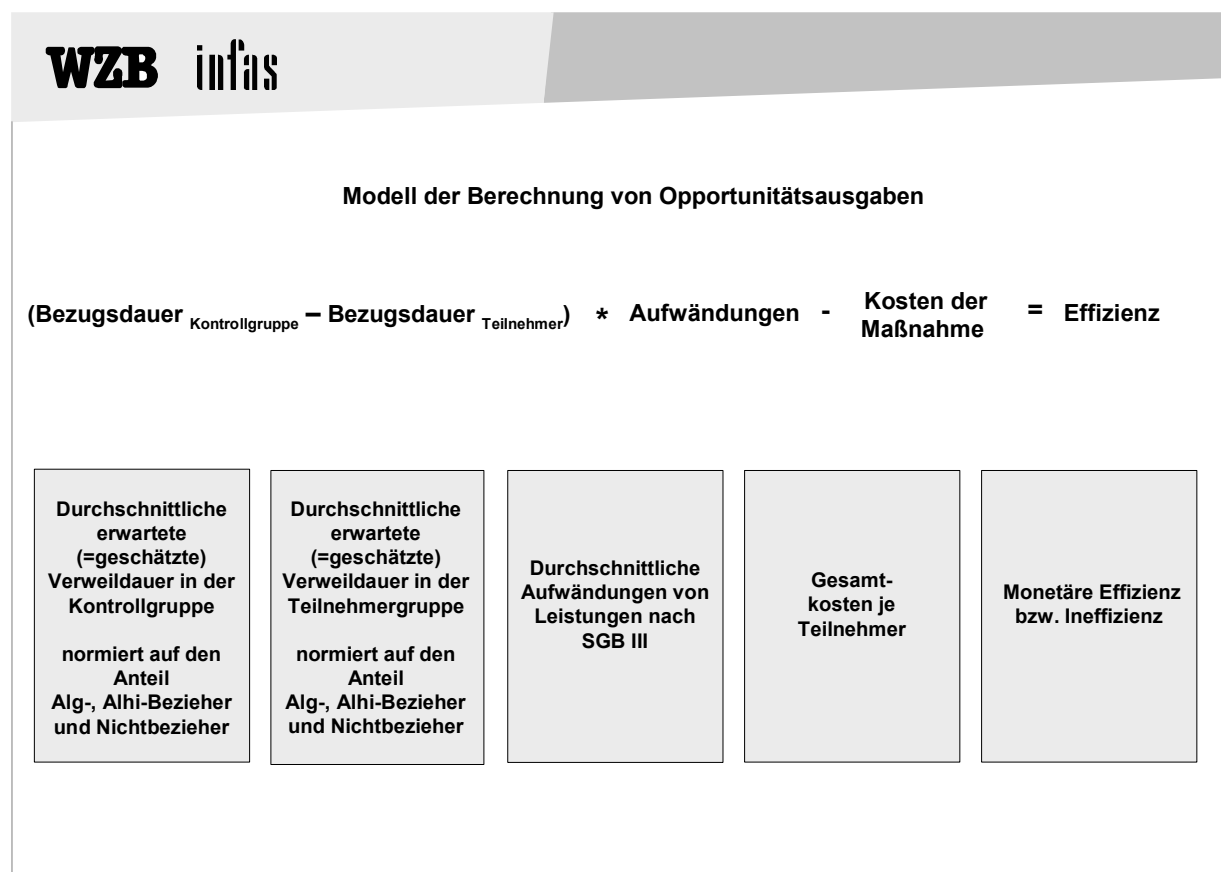 WZB infas
Modell der Berechnung von Opportunitätsausgaben
(Bezugsdauer Kontrollgruppe – Bezugsdauer Teilnehmer) * Aufwändungen - Kosten der Maßnahme = Effizienz
Durchschnittliche
erwartete
(=geschätzte)
Verweildauer in der
Kontrollgruppe
normiert auf den
Anteil
Alg-, Alhi-Bezieher
und Nichtbezieher
Durchschnittliche
erwartete
(=geschätzte)
Verweildauer in der
Teilnehmergruppe
normiert auf den
Anteil
Alg-, Alhi-Bezieher
und Nichtbezieher
Durchschnittliche
Aufwändungen von
Leistungen nach
SGB III
Gesamt-
kosten je
Teilnehmer
Monetäre Effizienz
bzw. Ineffizienz